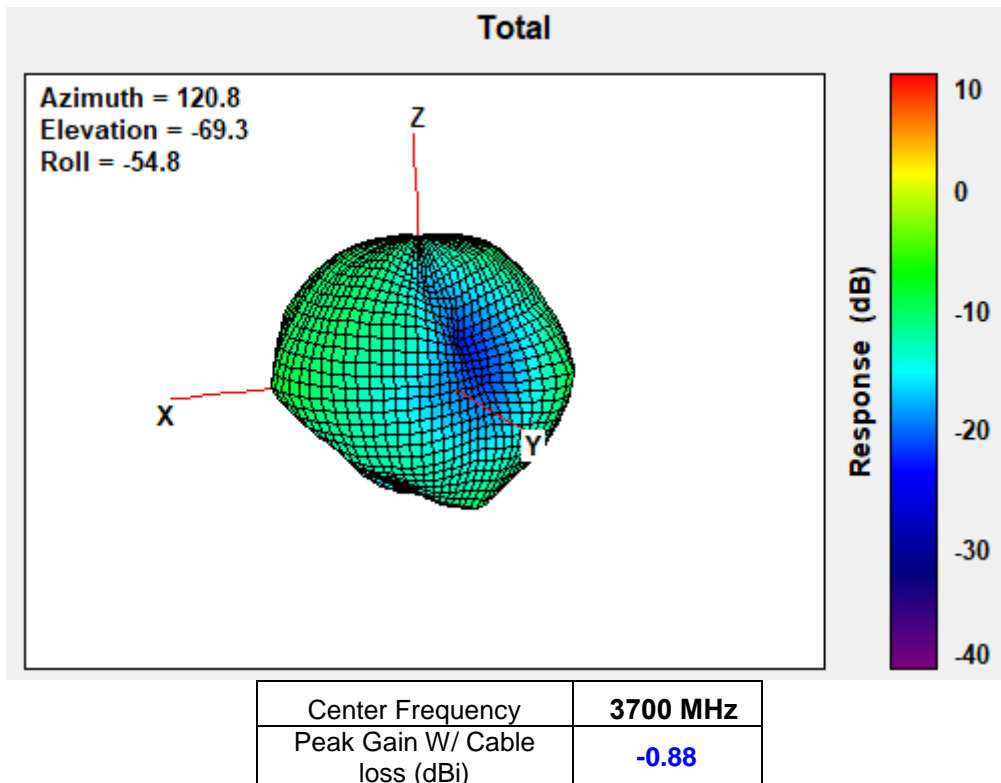 Total
Azimuth = 120.8
Elevation = -69.3
Roll = -54.8
Z
X
Y
10
0
-10
-20
-30
-40
Response (dB)
Center Frequency 3700 MHz
Peak Gain W/ Cable
loss (dBi) -0.88